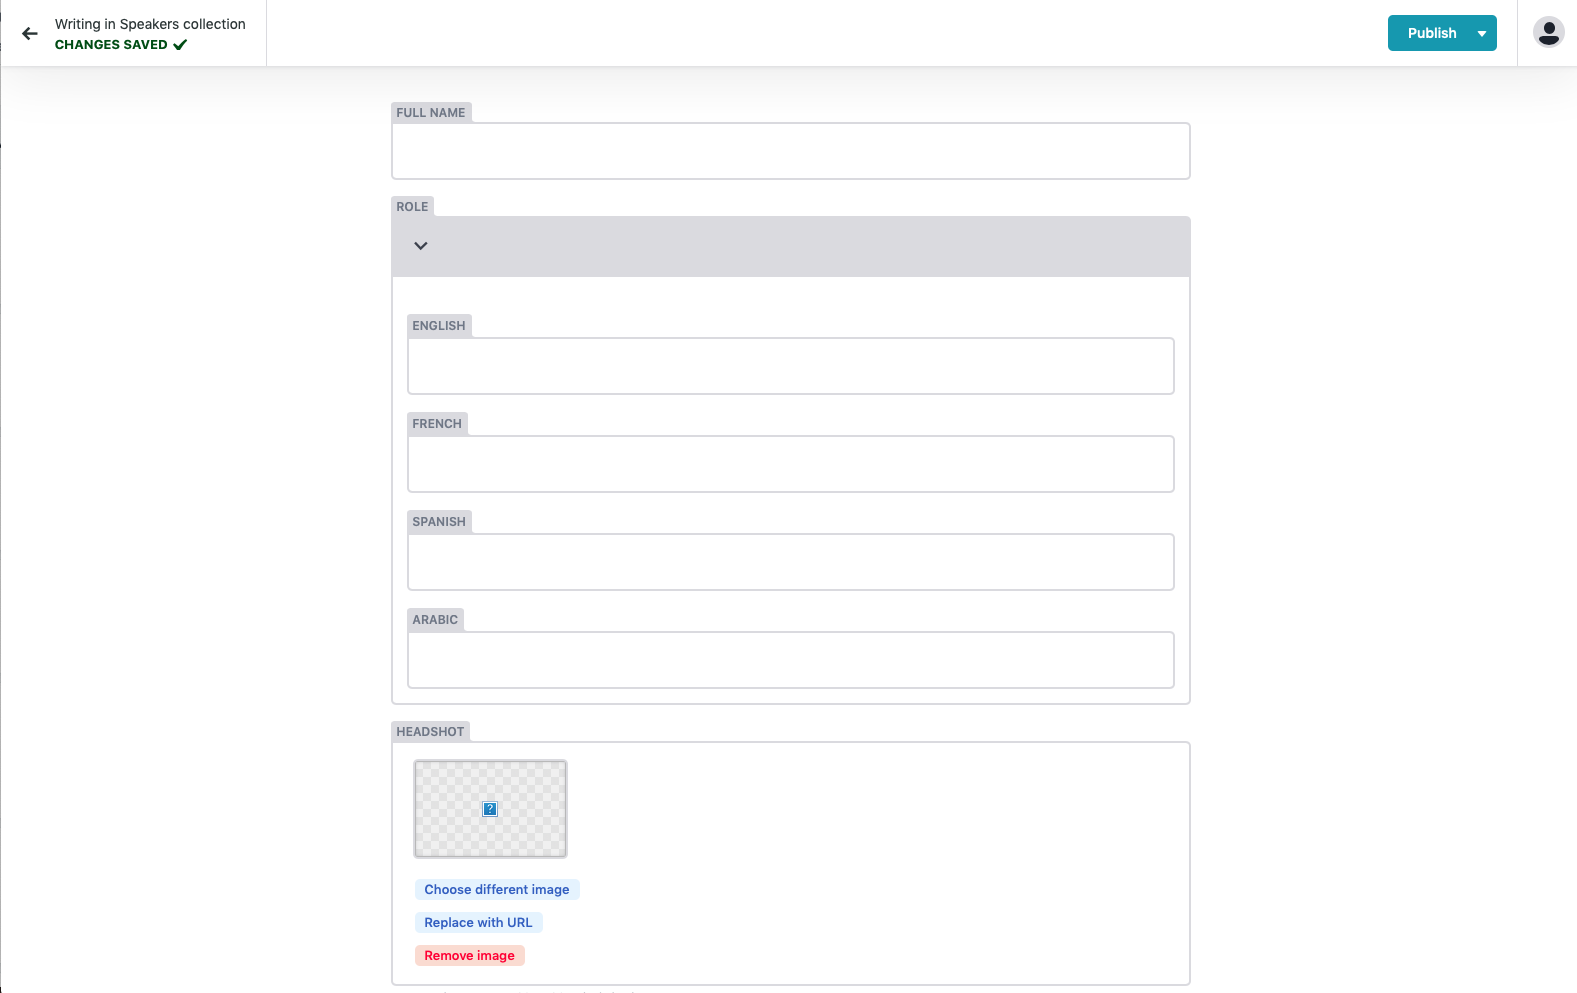 Writing in Speakers collection
CHANGES SAVED
Publish
FULL NAME
ROLE
ENGLISH
FRENCH
SPANISH
ARABIC
HEADSHOT
?
Choose different image
Replace with URL
Remove image